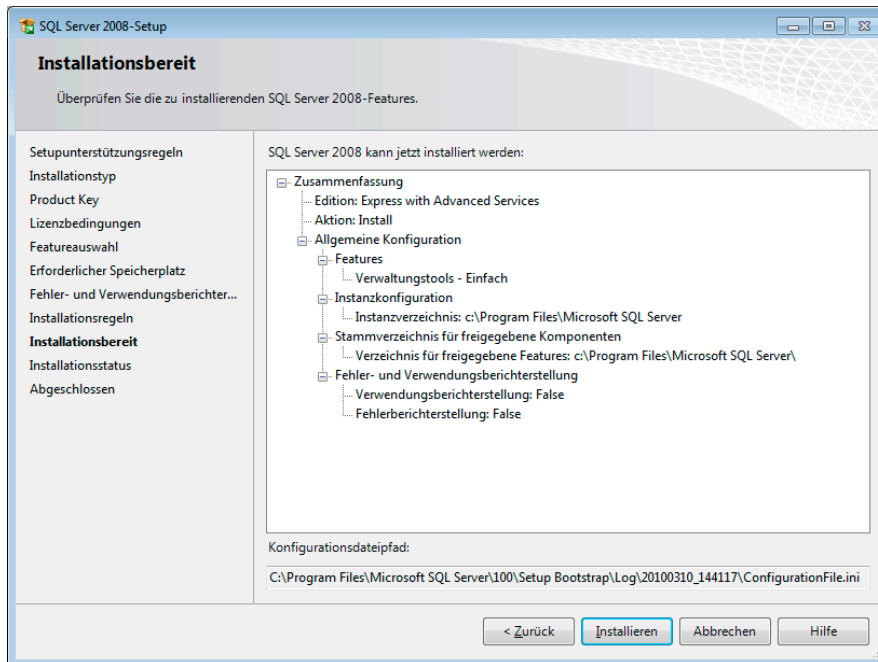 SQL Server 2008-Setup
Installationsbereit
Überprüfen Sie die zu installierenden SQL Server 2008-Features.
Setupunterstützungsregeln
Installationstyp
Product Key
Lizenzbedingungen
Featureauswahl
Erforderlicher Speicherplatz
Fehler- und Verwendungsberichter...
Installationsregeln
Installationsbereit
Installationsstatus
Abgeschlossen
SQL Server 2008 kann jetzt installiert werden:
Zusammenfassung
Edition: Express with Advanced Services
Aktion: Install
Allgemeine Konfiguration
Features
Verwaltungstools - Einfach
Instanzkonfiguration
Instanzverzeichnis: c:\Program Files\Microsoft SQL Server
Stammverzeichnis für freigegebene Komponenten
Verzeichnis für freigegebene Features: c:\Program Files\Microsoft SQL Server\
Fehler- und Verwendungsberichterstellung
Verwendungsberichterstellung: False
Fehlerberichterstellung: False
Konfigurationsdateipfad:
C:\Program Files\Microsoft SQL Server\100\Setup Bootstrap\Log\20100310_144117\ConfigurationFile.ini
< Zurück Installieren Abbrechen Hilfe